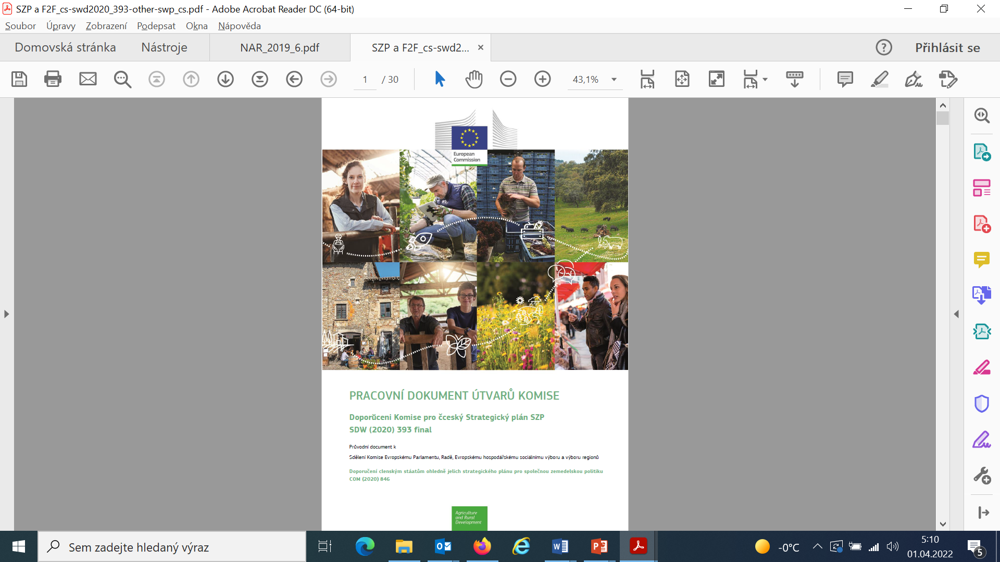 SZP a F2F_cs-swd2020_393-other-swp_cs.pdf - Adobe Acrobat Reader DC (64-bit)
Soubor Úpravy Zobrazení Podepsat Okna Nápověda
Domovská stránka Nástroje NAR_2019_6.pdf SZP a F2F_cs-swd2... Přihlásit se
1 / 30 43,1%
European
Commission
PRACOVNÍ DOKUMENT ÚTVARŮ KOMISE
Doporŭceni Komise pro čceský Strategický plán SZP
SDW (2020) 393 final
Průvodní document k
Sdělení Komise Evropskému Parlamentu, Radě, Evropskému hospodářskému sociálnímu výboru a výboru regionů
Doporučení clenským stáatům ohledně jelich strategického plánu pro společnou zemedelskou politiku
COM (2020) 846
Agriculture
and Rural
Development
Sem zadejte hledaný výraz
-0°C
5:10
01.04.2022
5